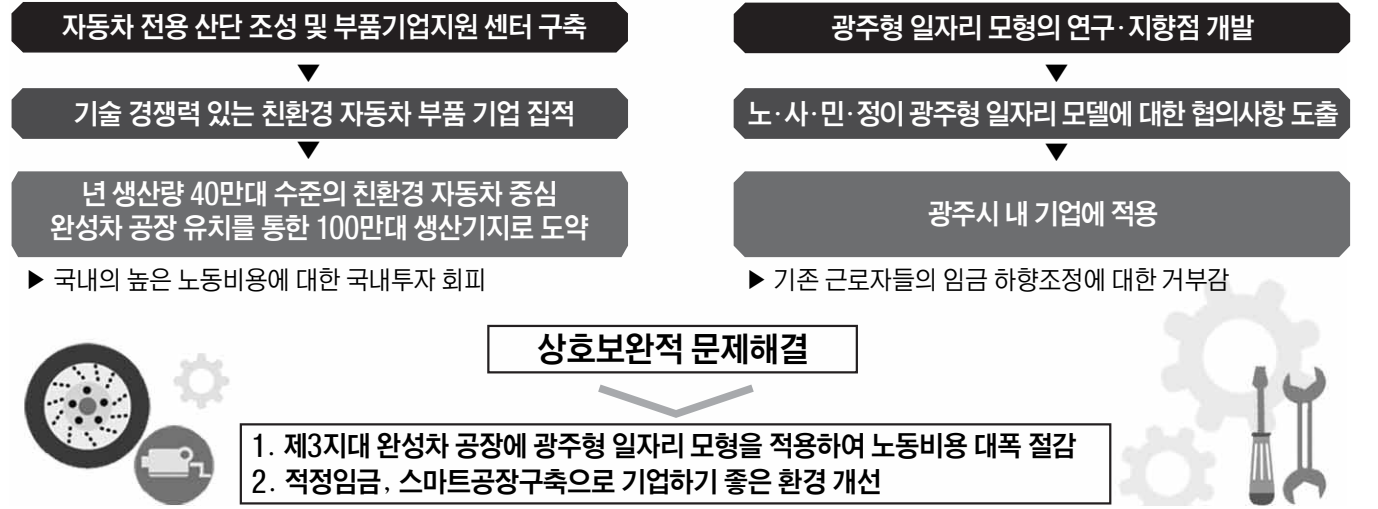 자동차 전용 산단 조성 및 부품기업지원 센터 구축
▼
기술 경쟁력 있는 친환경 자동차 부품 기업 집적
▼
년 생산량 40만대 수준의 친환경 자동차 중심
완성차 공장 유치를 통한 100만대 생산기지로 도약
▶ 국내의 높은 노동비용에 대한 국내투자 회피
광주형 일자리 모형의 연구·지향점 개발
▼
노·사·민·정이 광주형 일자리 모델에 대한 협의사항 도출
▼
광주시 내 기업에 적용
▶ 기존 근로자들의 임금 하향조정에 대한 거부감
상호보완적 문제해결
1. 제3지대 완성차 공장에 광주형 일자리 모형을 적용하여 노동비용 대폭 절감
2. 적정임금, 스마트공장구축으로 기업하기 좋은 환경 개선